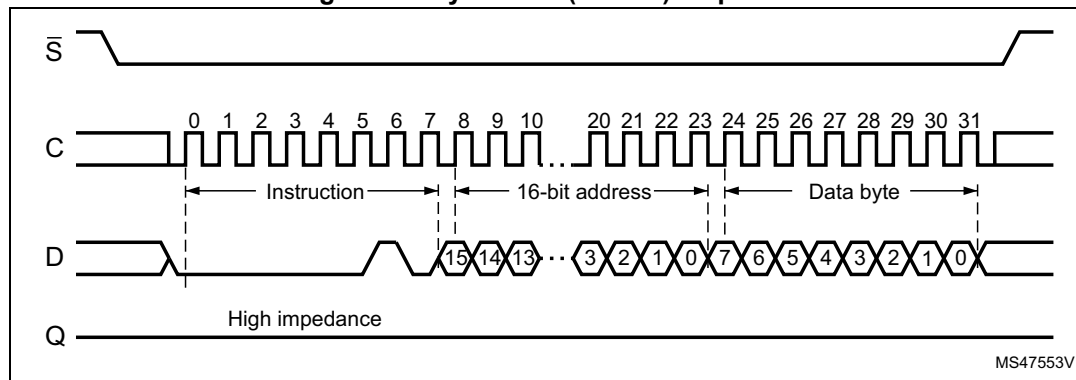 S̅
0 1 2 3 4 5 6 7 8 9 10 20 21 22 23 24 25 26 27 28 29 30 31
C
Instruction 16-bit address Data byte
D 15 14 13 3 2 1 0 7 6 5 4 3 2 1 0
High impedance
Q
MS47553V